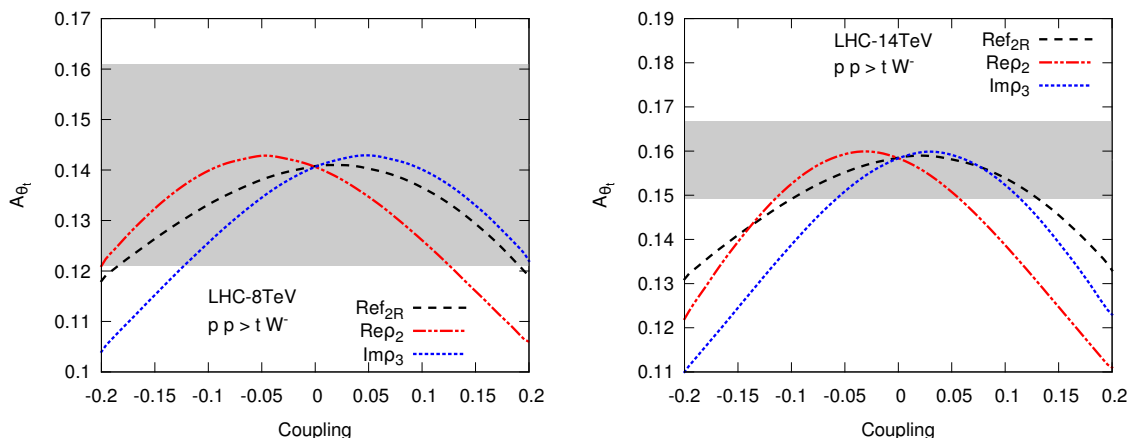 0.17
0.16
0.15
0.14
0.13
0.12
0.11
0.1
A_θ_t
LHC-8TeV
p p > t W⁻
Ref₂R
Reρ₂
Imρ₃
-0.2 -0.15 -0.1 -0.05 0 0.05 0.1 0.15 0.2
Coupling
0.19
0.18
0.17
0.16
0.15
0.14
0.13
0.12
0.11
A_θ_t
LHC-14TeV
p p > t W⁻
Ref₂R
Reρ₂
Imρ₃
-0.2 -0.15 -0.1 -0.05 0 0.05 0.1 0.15 0.2
Coupling